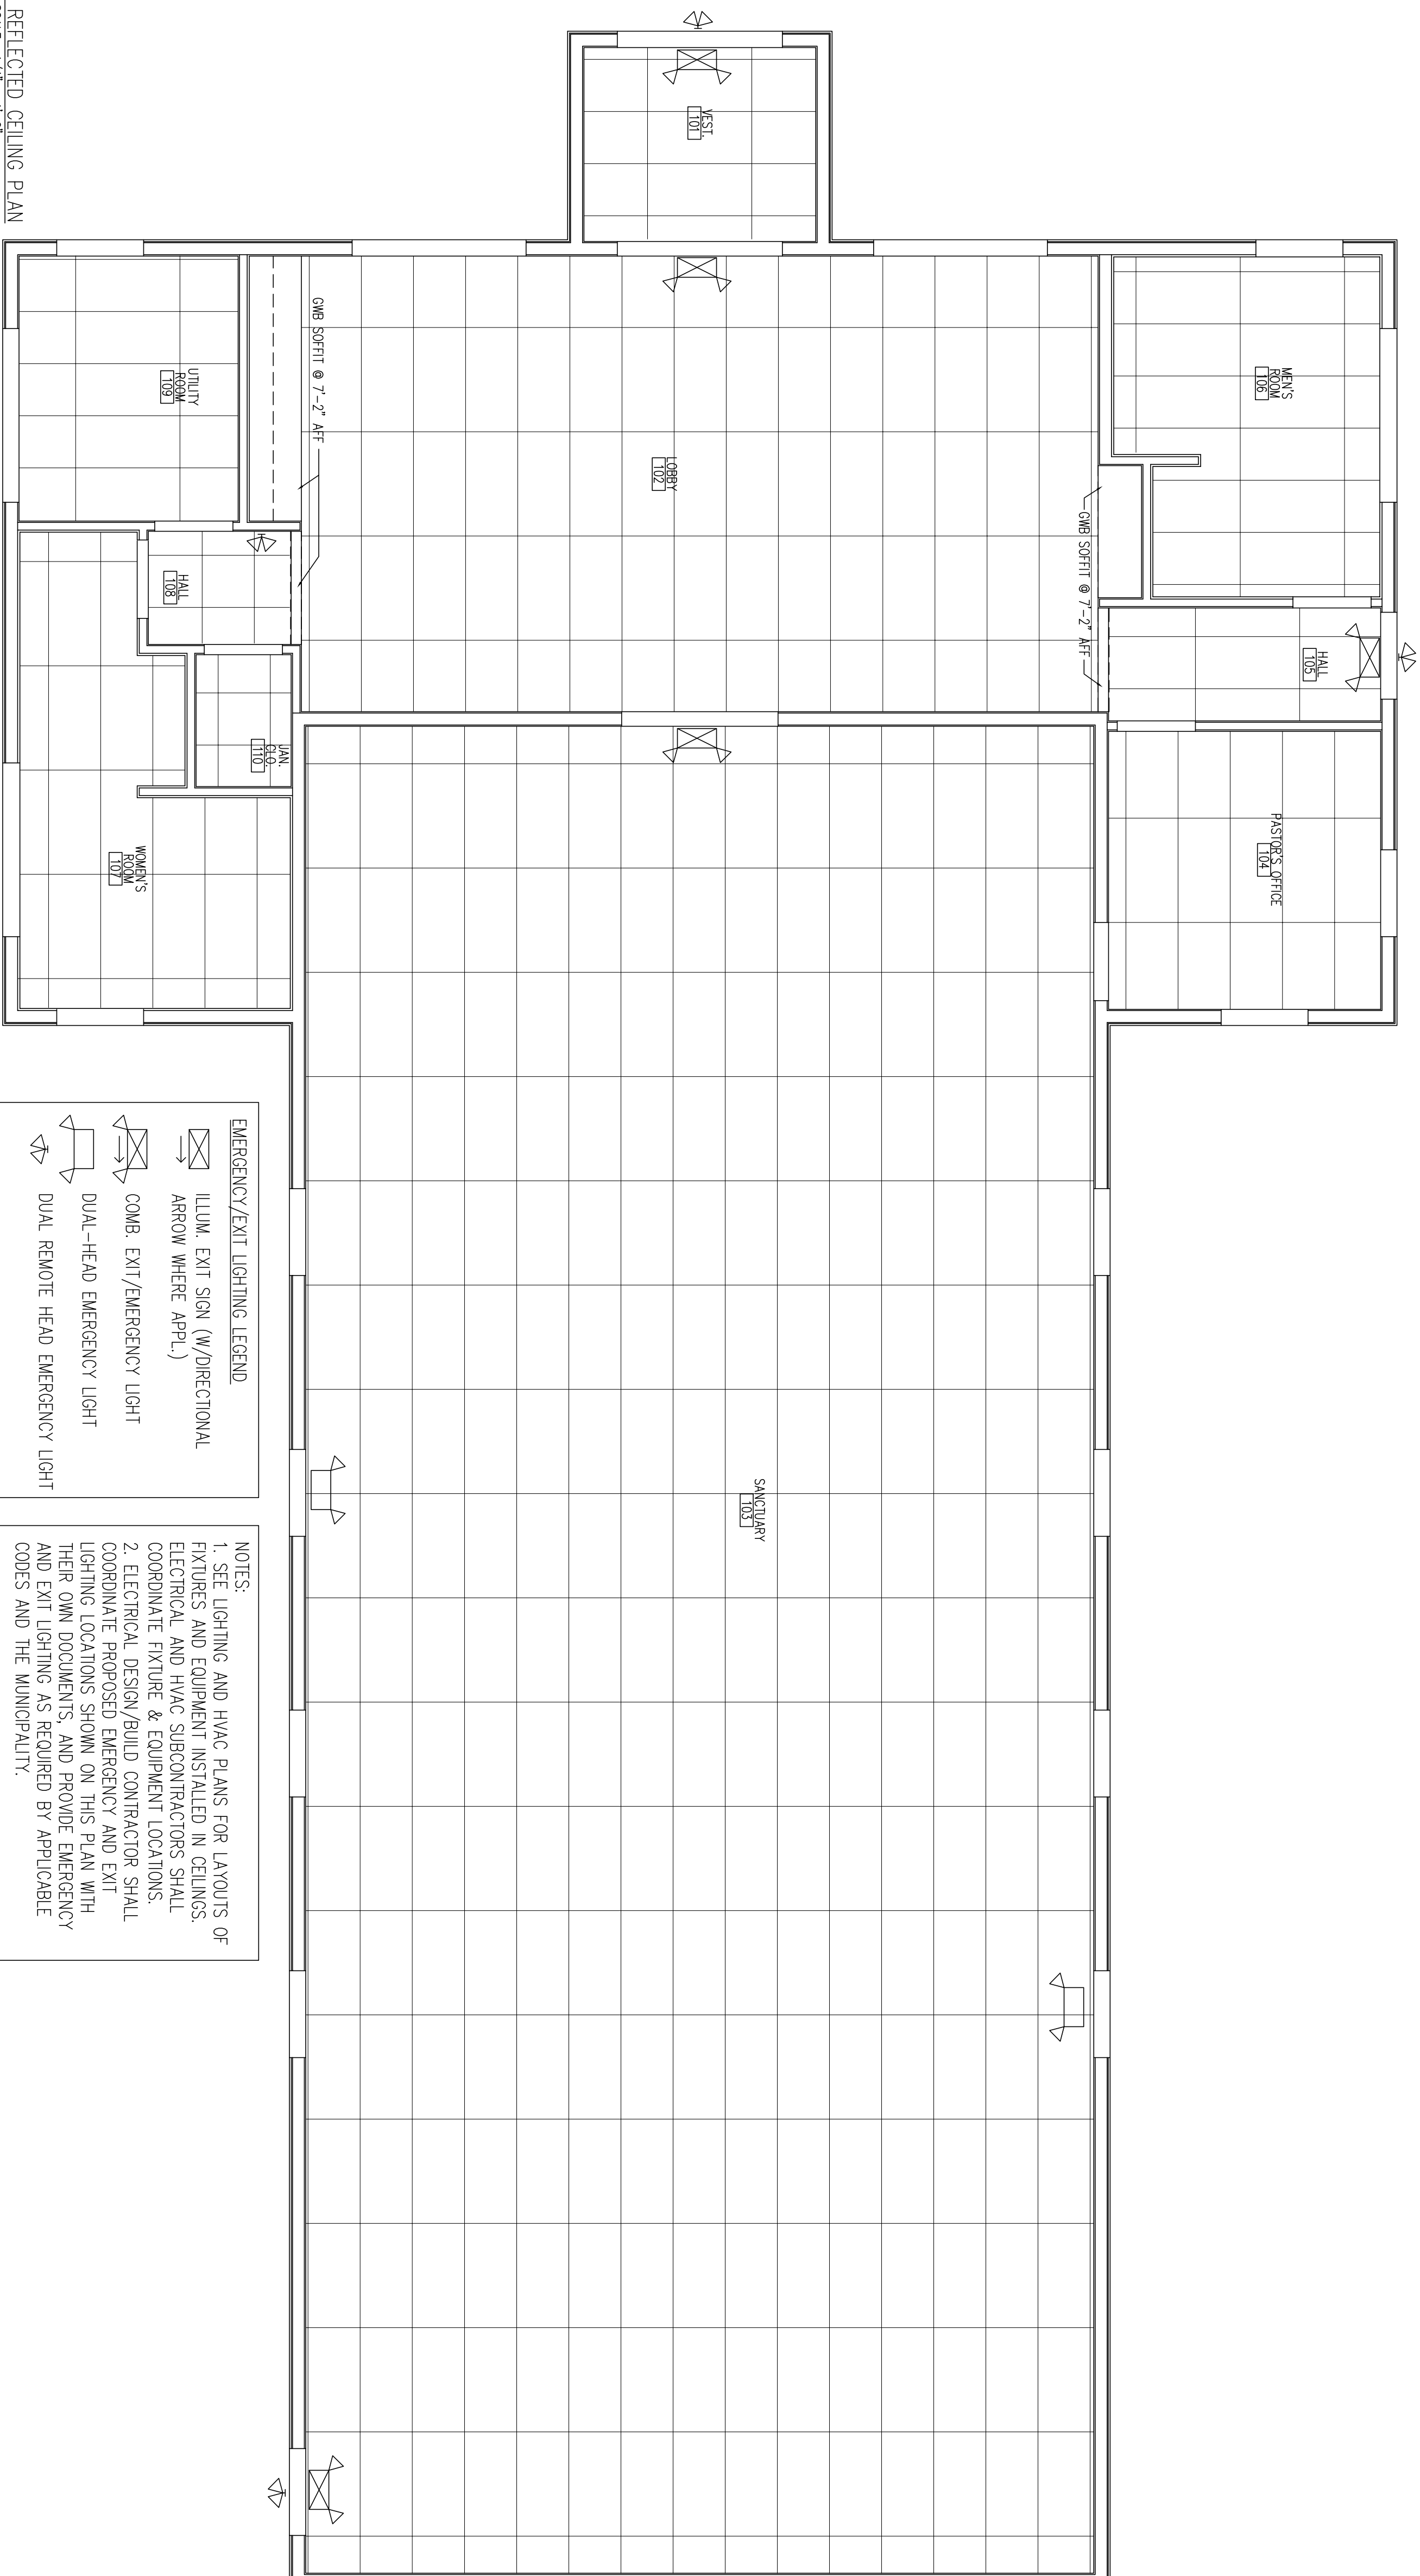 REFLECTED CEILING PLAN
VEST.
101
LOBBY
102
GWB SOFFIT @ 7'-2" AFF
GWB SOFFIT @ 7'-2" AFF
MEN'S
ROOM
106
HALL
105
PASTOR'S OFFICE
104
UTILITY
ROOM
109
HALL
108
JAN.
CLO.
110
WOMEN'S
ROOM
107
SANCTUARY
103
EMERGENCY/EXIT LIGHTING LEGEND
ILLUM. EXIT SIGN (W/DIRECTIONAL
ARROW WHERE APPL.)
COMB. EXIT/EMERGENCY LIGHT
DUAL-HEAD EMERGENCY LIGHT
DUAL REMOTE HEAD EMERGENCY LIGHT
NOTES:
1. SEE LIGHTING AND HVAC PLANS FOR LAYOUTS OF
FIXTURES AND EQUIPMENT INSTALLED IN CEILINGS.
ELECTRICAL AND HVAC SUBCONTRACTORS SHALL
COORDINATE FIXTURE & EQUIPMENT LOCATIONS.
2. ELECTRICAL DESIGN/BUILD CONTRACTOR SHALL
COORDINATE PROPOSED EMERGENCY AND EXIT
LIGHTING LOCATIONS SHOWN ON THIS PLAN WITH
THEIR OWN DOCUMENTS, AND PROVIDE EMERGENCY
AND EXIT LIGHTING AS REQUIRED BY APPLICABLE
CODES AND THE MUNICIPALITY.